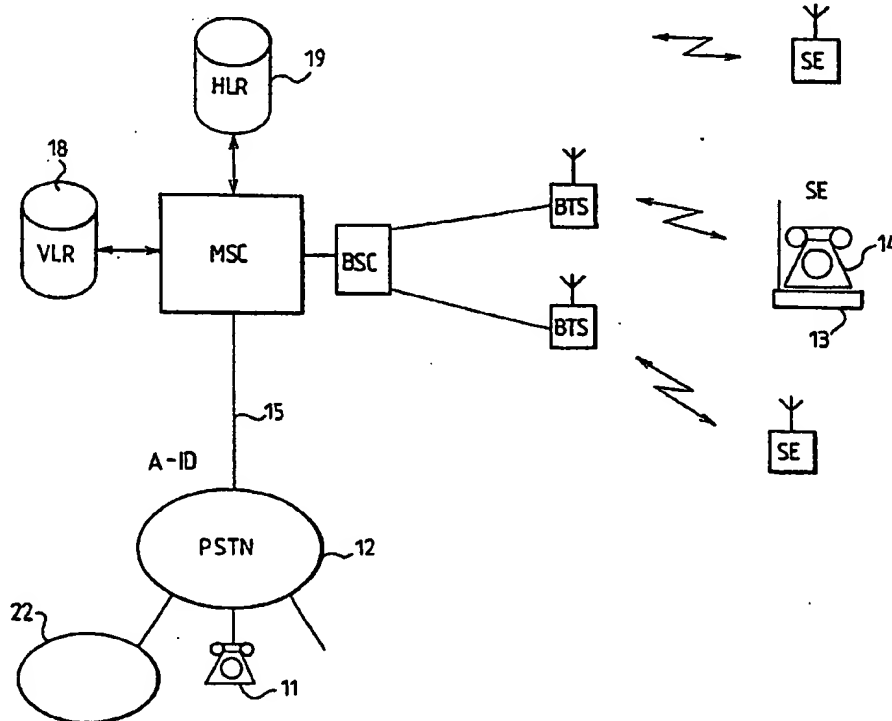 HLR
19
SE
18
SE
VLR
MSC
BSC
BTS
14
BTS
13
15
SE
A-ID
PSTN
12
22
11